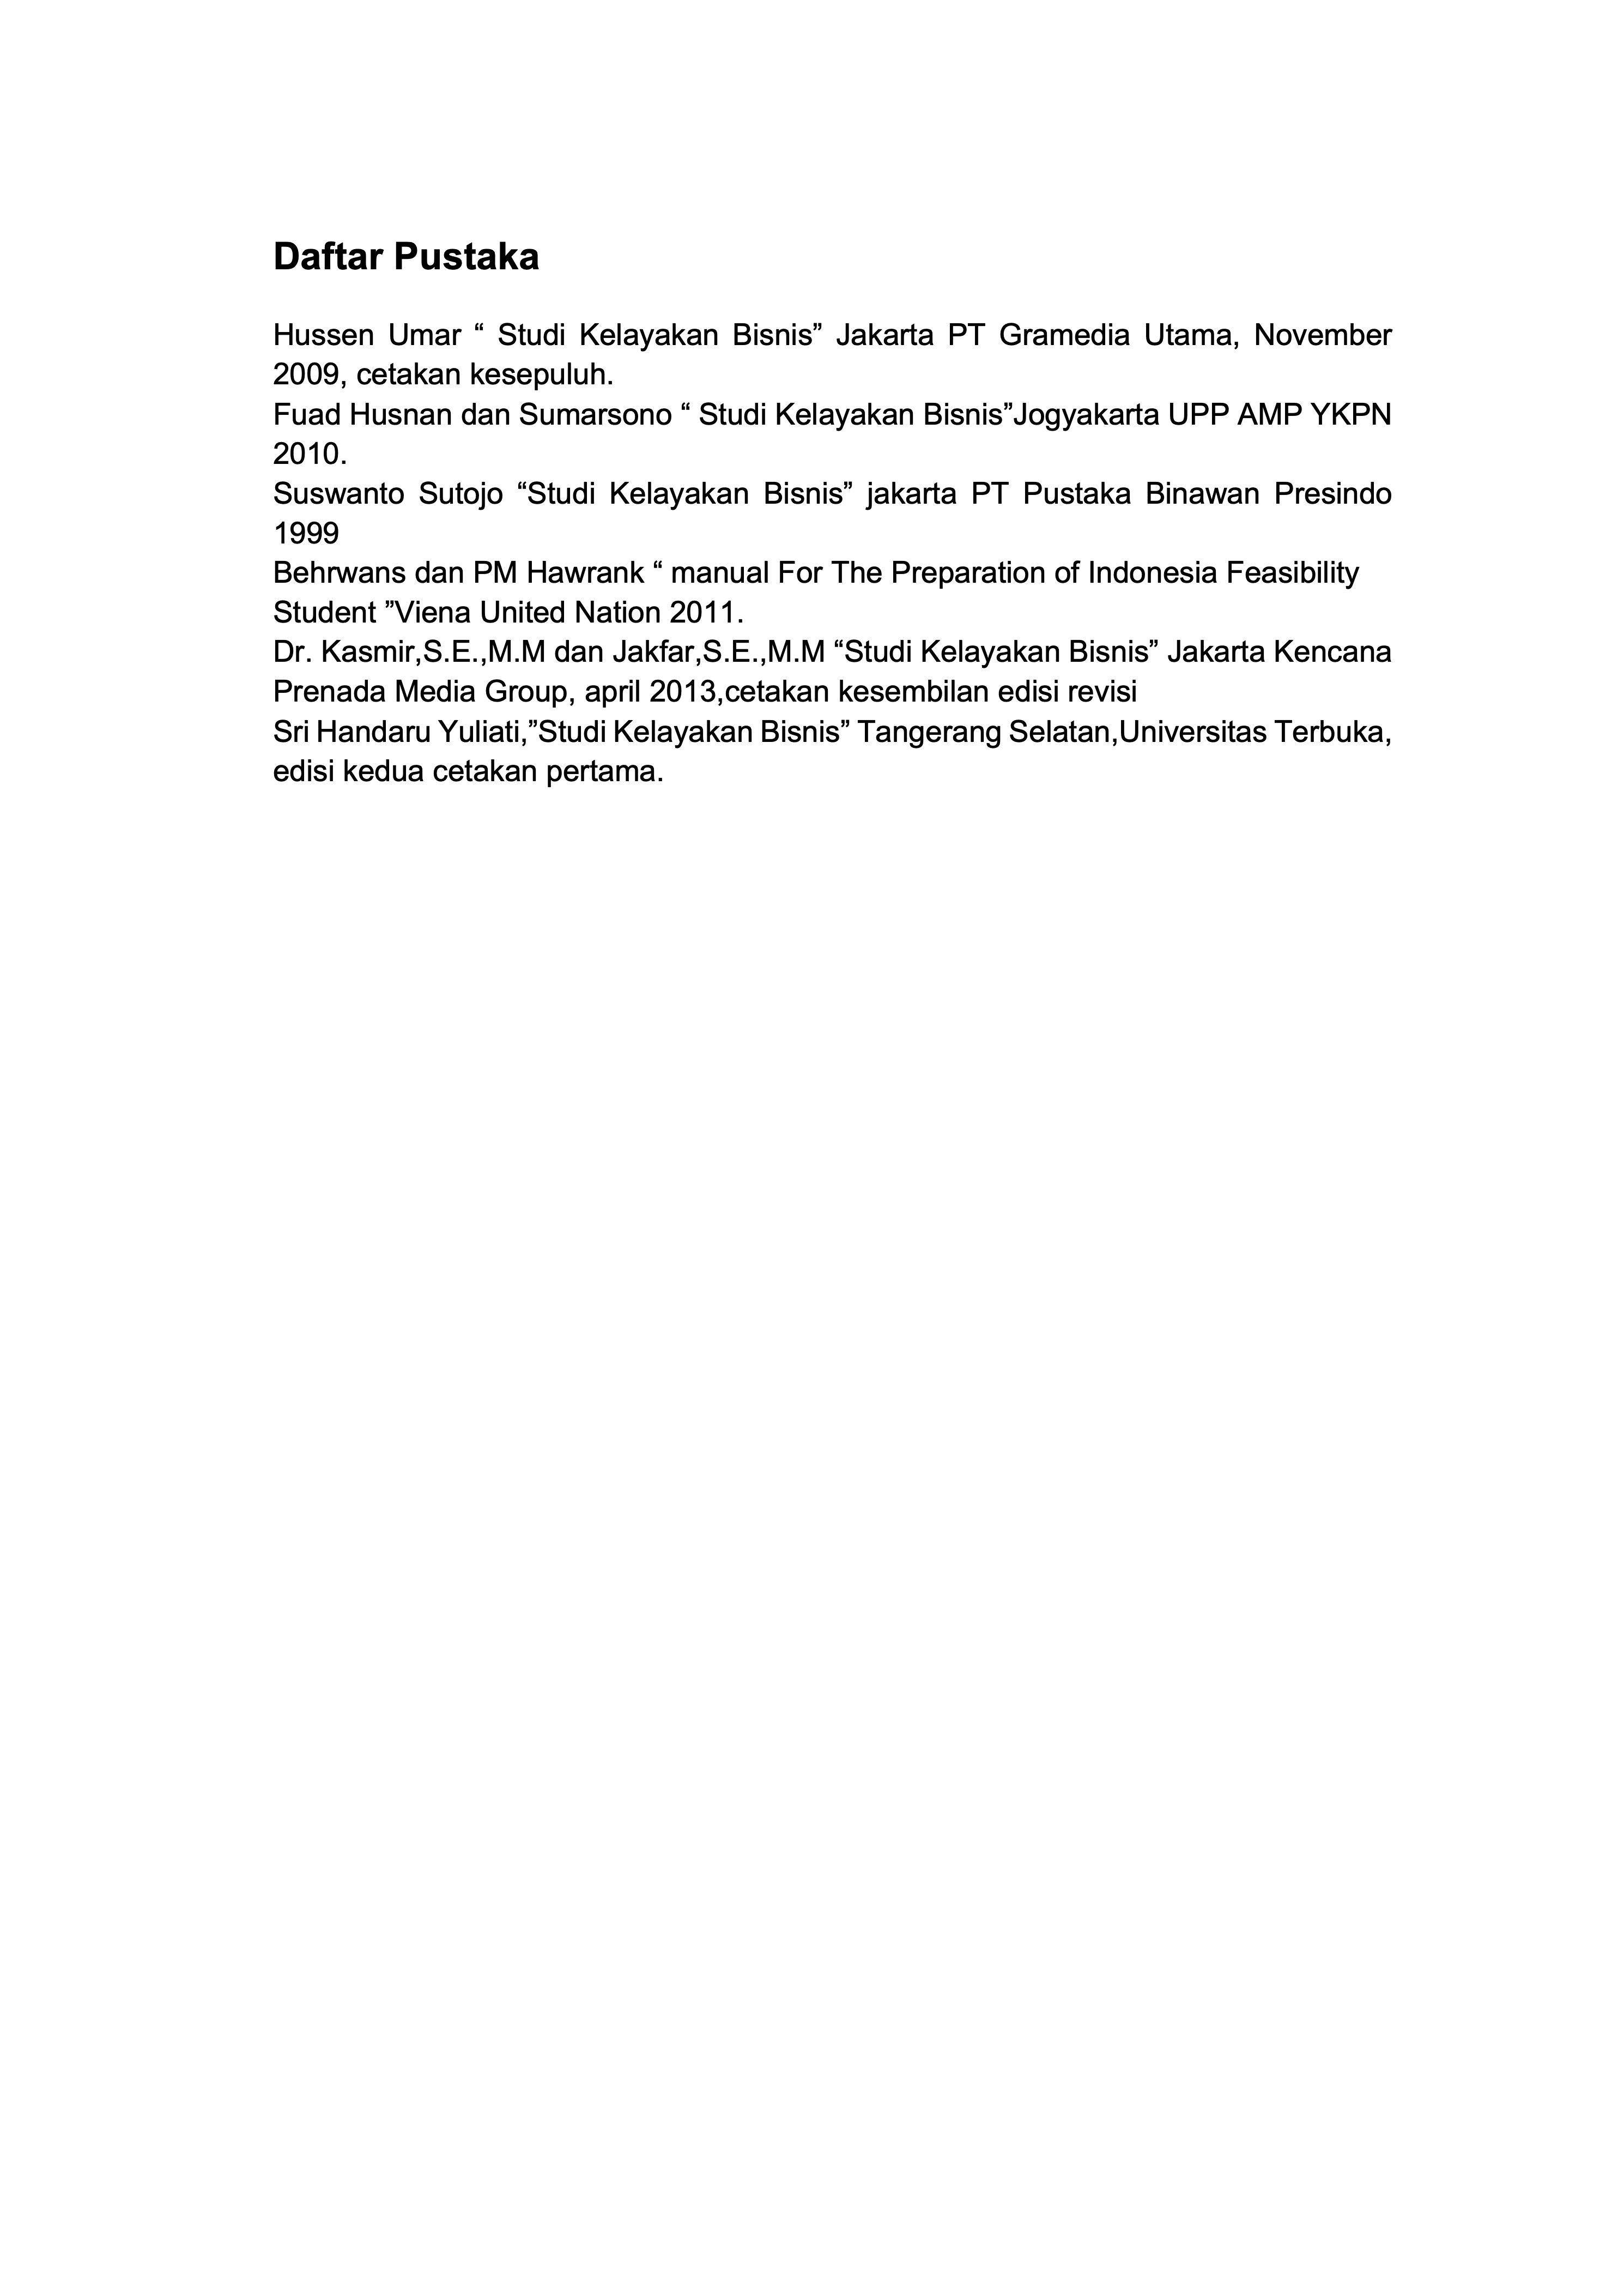 Daftar Pustaka
Hussen Umar “ Studi Kelayakan Bisnis” Jakarta PT Gramedia Utama, November
2009, cetakan kesepuluh.
Fuad Husnan dan Sumarsono “ Studi Kelayakan Bisnis”Jogyakarta UPP AMP YKPN
2010.
Suswanto Sutojo “Studi Kelayakan Bisnis” jakarta PT Pustaka Binawan Presindo
1999
Behrwans dan PM Hawrank “ manual For The Preparation of Indonesia Feasibility
Student ”Viena United Nation 2011.
Dr. Kasmir,S.E.,M.M dan Jakfar,S.E.,M.M “Studi Kelayakan Bisnis” Jakarta Kencana
Prenada Media Group, april 2013,cetakan kesembilan edisi revisi
Sri Handaru Yuliati,”Studi Kelayakan Bisnis” Tangerang Selatan,Universitas Terbuka,
edisi kedua cetakan pertama.